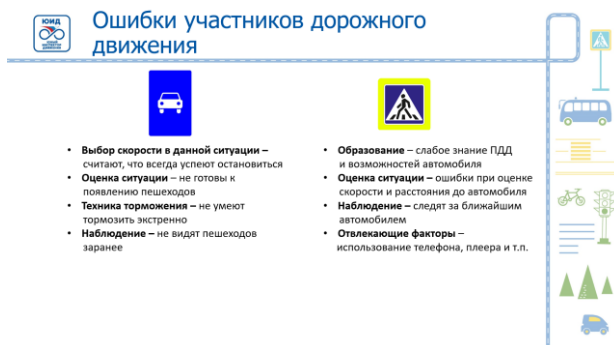 ЮИД
Ошибки участников дорожного
движения
• Выбор скорости в данной ситуации –
считают, что всегда успеют остановиться
• Оценка ситуации – не готовы к
появлению пешеходов
• Техника торможения – не умеют
тормозить экстренно
• Наблюдение – не видят пешеходов
заранее
• Образование – слабое знание ПДД
и возможностей автомобиля
• Оценка ситуации – ошибки при оценке
скорости и расстояния до автомобиля
• Наблюдение – следят за ближайшим
автомобилем
• Отвлекающие факторы –
использование телефона, плеера и т.п.